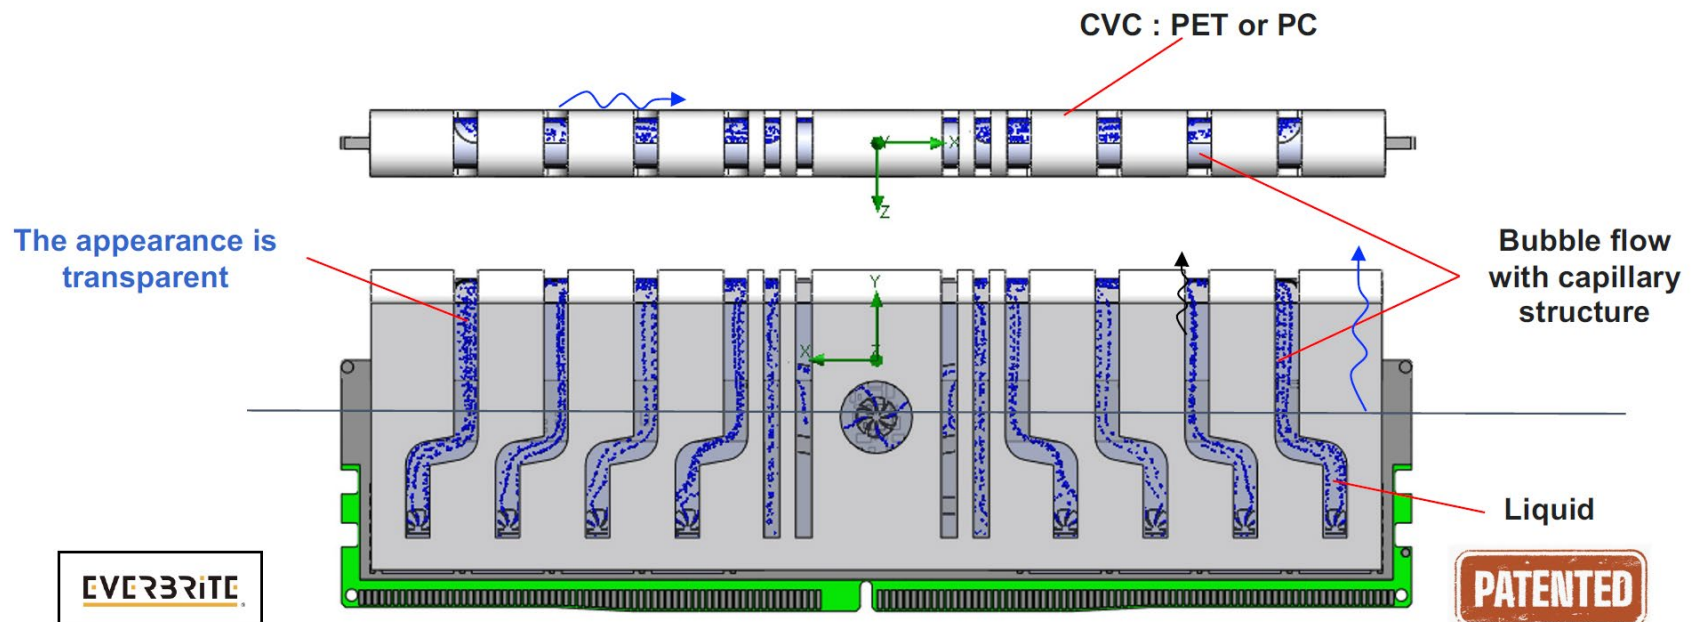 CVC : PET or PC
X
Z
The appearance is
transparent
Bubble flow
with capillary
structure
Y
X
Z
Liquid
EVERBRiTE
PATENTED